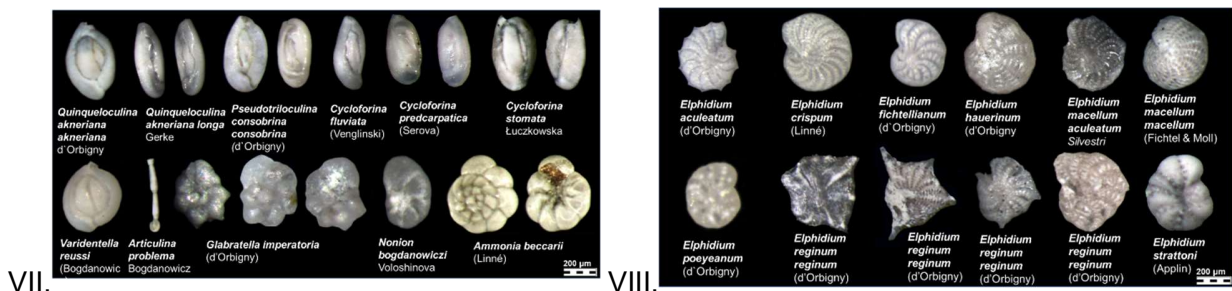 Quinqueloculina
akneriana
akneriana
d`Orbigny
Quinqueloculina
akneriana longa
Gerke
Pseudotriloculina
consobrina
consobrina
(d`Orbigny)
Cycloforina
fluviata
(Venglinski)
Cycloforina
predcarpatica
(Serova)
Cycloforina
stomata
Łuczkowska
Varidentella
reussi
(Bogdanowic
Articulina
problema
Bogdanowicz
Glabratella imperatoria
(d'Orbigny)
Nonion
bogdanowiczi
Voloshinova
Ammonia beccarii
(Linné)
200 µm
VII.
Elphidium
aculeatum
(d`Orbigny)
Elphidium
crispum
(Linné)
Elphidium
fichtellianum
(d`Orbigny)
Elphidium
hauerinum
(d`Orbigny)
Elphidium
macellum
aculeatum
Silvestri
Elphidium
macellum
macellum
(Fichtel & Moll)
Elphidium
poeyeanum
(d`Orbigny)
Elphidium
reginum
reginum
(d`Orbigny)
Elphidium
reginum
reginum
(d`Orbigny)
Elphidium
reginum
reginum
(d`Orbigny)
Elphidium
reginum
reginum
(d`Orbigny)
Elphidium
strattoni
(Applin)
200 µm
VIII.